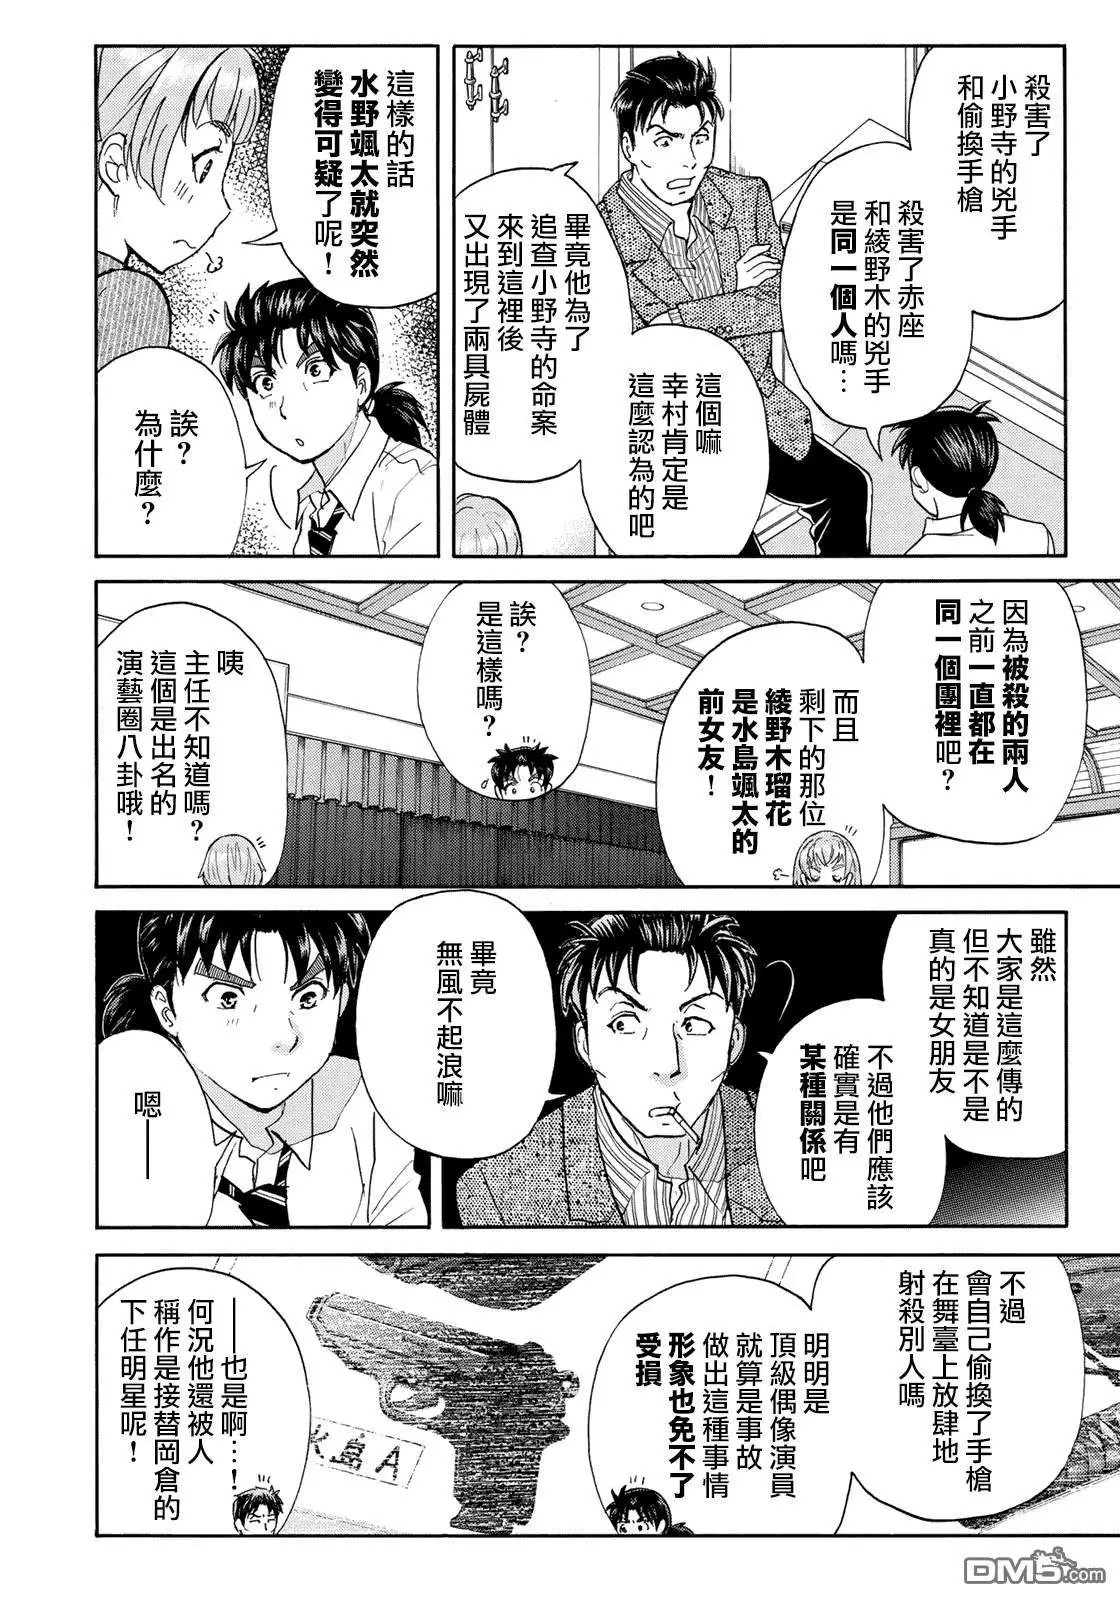 殺害了
小野寺的兇手
和偷換手槍
殺害了赤座
和綾野木的兇手
是同一個人嗎…
這個嘛
幸村肯定是
這麼認為的吧
畢竟他為了
追查小野寺的命案
來到這裡後
又出現了兩具屍體
這樣的話
水野颯太就突然
變得可疑了呢！
誒？
為什麼？
因為被殺的兩人
之前一直都在
同一個團裡吧？
而且
剩下的那位
綾野木瑠花
是水島颯太的
前女友！
誒？
是這樣嗎？
咦
主任不知道嗎？
這個是出名的
演藝圈八卦哦！
雖然
大家是這麼傳的
但不知道是不是
真的是女朋友
不過他們應該
確實是有
某種關係吧
畢竟
無風不起浪嘛
嗯——
不過
會自己偷換了手槍
在舞臺上放肆地
射殺別人嗎
明明是
頂級偶像演員
就算是事故
做出這種事情
形象也免不了
受損
——也是啊…！
何況他還被人
稱作是接替岡倉的
下任明星呢！
水島A
DM5.com